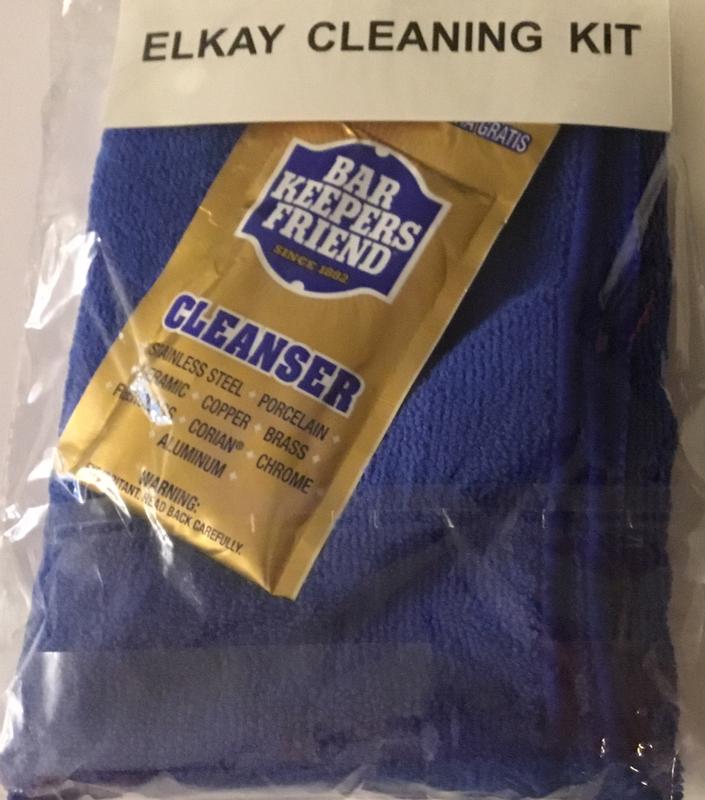 ELKAY CLEANING KIT
GRATIS
BAR
KEEPERS
FRIEND
SINCE 1882
CLEANSER
STAINLESS STEEL PORCELAIN
COPPER BRASS
CORIAN® CHROME
ALUMINUM
WARNING:
READ BACK CAREFULLY.